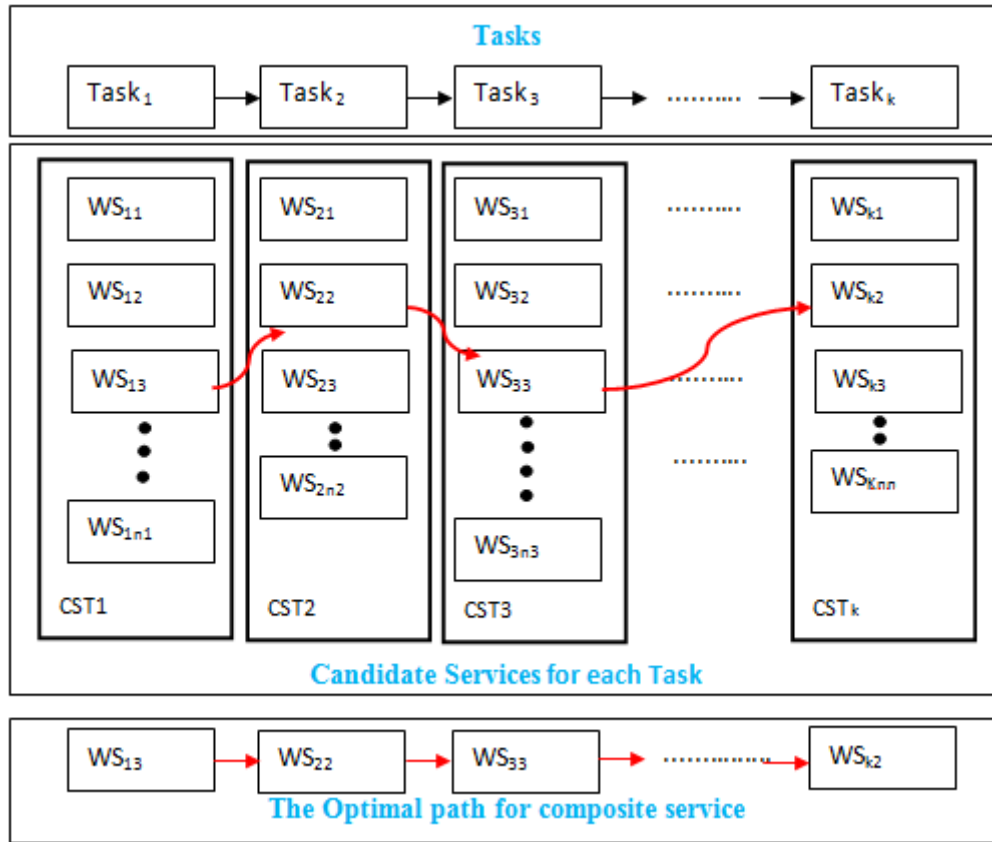 Tasks
Task₁ Task₂ Task₃ .......... Taskₖ
WS₁₁ WS₂₁ WS₃₁ .......... WSₖ₁
WS₁₂ WS₂₂ WS₃₂ .......... WSₖ₂
WS₁₃ WS₂₃ WS₃₃ .......... WSₖ₃
WS₁ₙ₁ WS₂ₙ₂ WS₃ₙ₃ .......... WSKₙₙ
CST1 CST2 CST3 CSTₖ
Candidate Services for each Task
WS₁₃ WS₂₂ WS₃₃ ............... WSₖ₂
The Optimal path for composite service